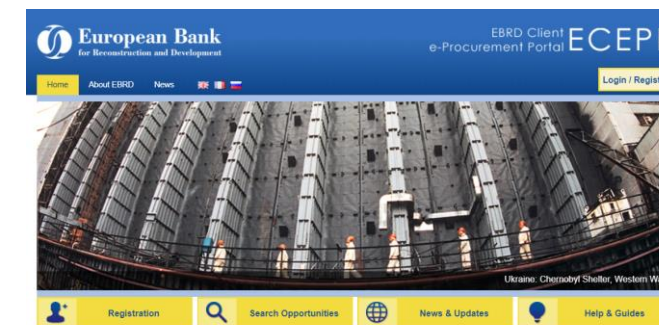 European Bank
for Reconstruction and Development
EBRD Client
e-Procurement Portal
ECEP
Home
About EBRD
News
Login / Regist
Ukraine: Chernobyl Shelter, Western Wa
Registration
Search Opportunities
News & Updates
Help & Guides